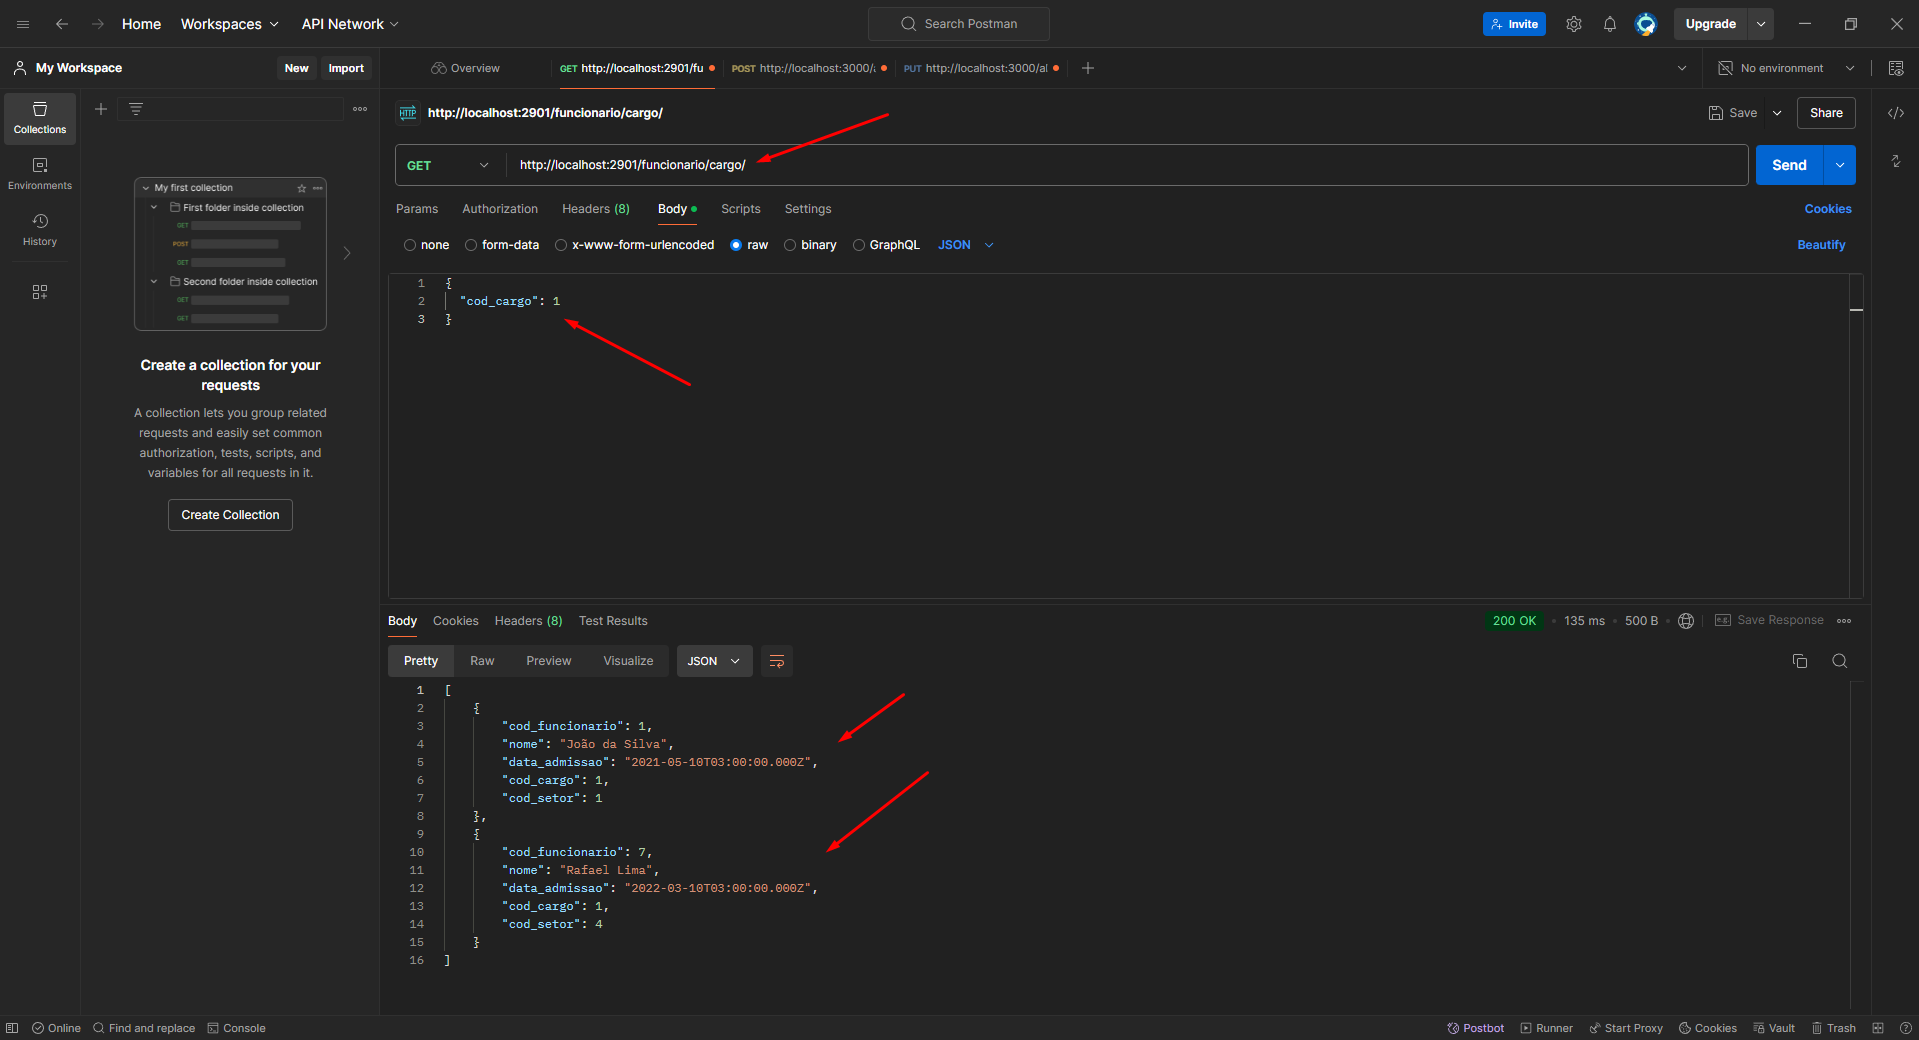 Home Workspaces API Network Search Postman Invite Upgrade
My Workspace New Import Overview GET http://localhost:2901/fu POST http://localhost:3000/a PUT http://localhost:3000/al No environment
Collections
Environments
History
My first collection
First folder inside collection
GET
POST
GET
Second folder inside collection
GET
GET
Create a collection for your
requests
A collection lets you group related
requests and easily set common
authorization, tests, scripts, and
variables for all requests in it.
Create Collection
HTTP http://localhost:2901/funcionario/cargo/ Save Share
GET http://localhost:2901/funcionario/cargo/ Send
Params Authorization Headers (8) Body Scripts Settings Cookies
none form-data x-www-form-urlencoded raw binary GraphQL JSON Beautify
1 {
2 "cod_cargo": 1
3 }
Body Cookies Headers (8) Test Results 200 OK 135 ms 500 B e.g. Save Response
Pretty Raw Preview Visualize JSON
1 [
2 {
3 "cod_funcionario": 1,
4 "nome": "João da Silva",
5 "data_admissao": "2021-05-10T03:00:00.000Z",
6 "cod_cargo": 1,
7 "cod_setor": 1
8 },
9 {
10 "cod_funcionario": 7,
11 "nome": "Rafael Lima",
12 "data_admissao": "2022-03-10T03:00:00.000Z",
13 "cod_cargo": 1,
14 "cod_setor": 4
15 }
16 ]
Online Find and replace Console Postbot Runner Start Proxy Cookies Vault Trash